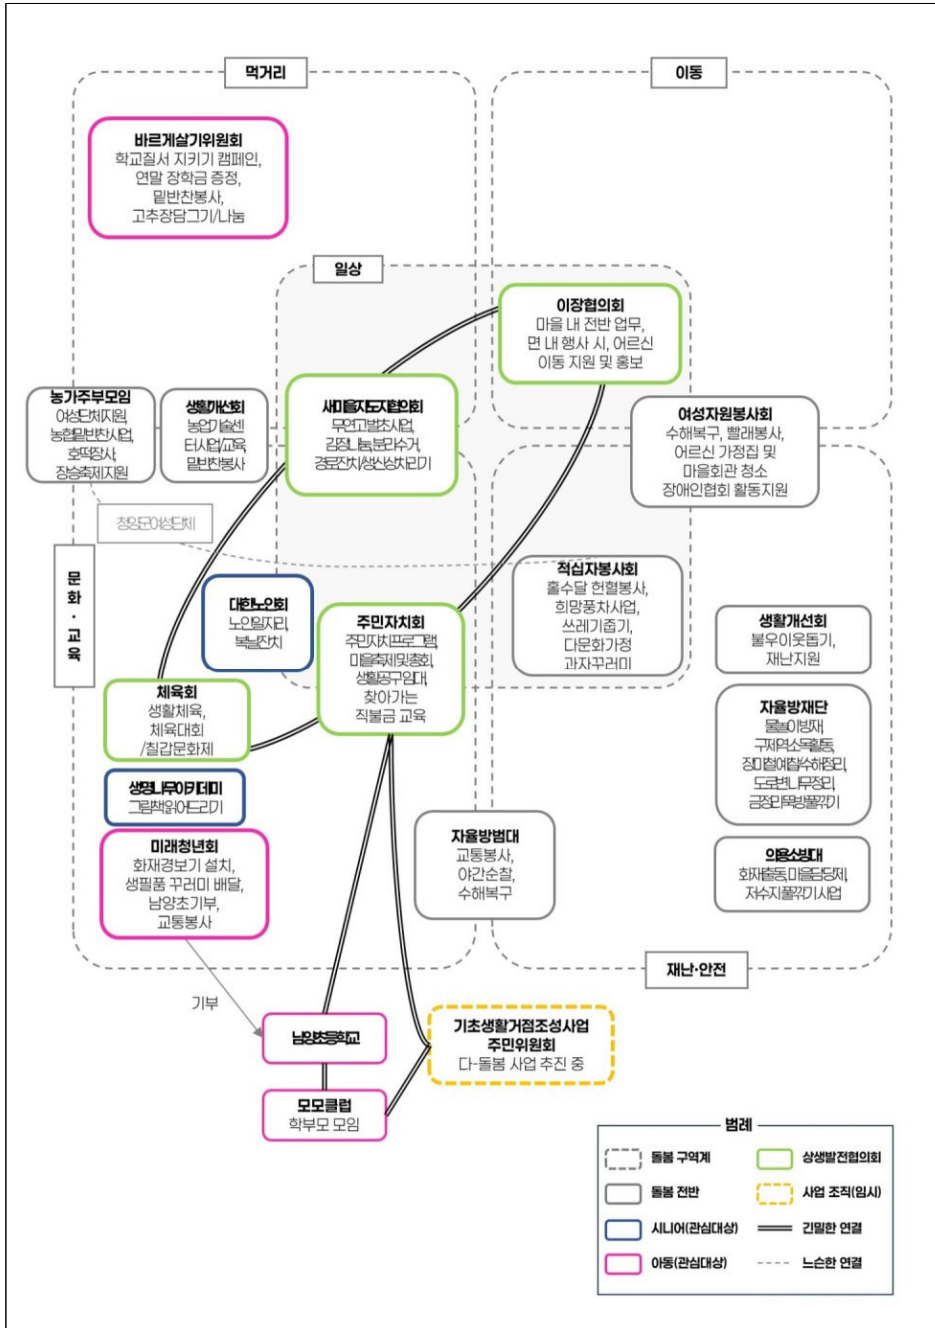 먹거리
이동
바르게살기위원회
학교질서 지키기 캠페인,
연말 장학금 증정,
밑반찬봉사,
고추장담그기/나눔
일상
이장협의회
마을 내 전반 업무,
면 내 행사 시, 어르신
이동 지원 및 홍보
농가주부모임
여성단체지원,
농협밑반찬사업,
호떡장사,
장승축제지원
생활개선회
농업기술센
터사업/교육,
밑반찬봉사
새마을지도자협의회
무연고벌초사업,
김장나눔,분리수거,
경로잔치/생신상차리기
여성자원봉사회
수해복구, 빨래봉사,
어르신 가정집 및
마을회관 청소
장애인협회 활동지원
청양군여성단체
문화·교육
대한노인회
노인일자리,
복날잔치
주민자치회
주민자치프로그램,
마을축제및총회,
생활공구임대,
찾아가는
직불금 교육
적십자봉사회
홀수달 헌혈봉사,
희망풍차사업,
쓰레기줍기,
다문화가정
과자꾸러미
생활개선회
불우이웃돕기,
재난지원
체육회
생활체육,
체육대회
/칠갑문화제
자율방재단
물놀이방재,
구제역소독활동,
장마철예찰/수해정리,
도로변나무정리,
금정리뚝방풀깎기
생명나무아카데미
그림책읽어드리기
미래청년회
화재경보기 설치,
생필품 꾸러미 배달,
남양초기부,
교통봉사
자율방범대
교통봉사,
야간순찰,
수해복구
의용소방대
화재출동,마을담당제,
저수지풀깎기사업
재난·안전
기부
남양초등학교
기초생활거점조성사업
주민위원회
다-돌봄 사업 추진 중
모모클럽
학부모 모임
범례
돌봄 구역계
상생발전협의회
돌봄 전반
사업 조직(임시)
시니어(관심대상)
긴밀한 연결
아동(관심대상)
느슨한 연결